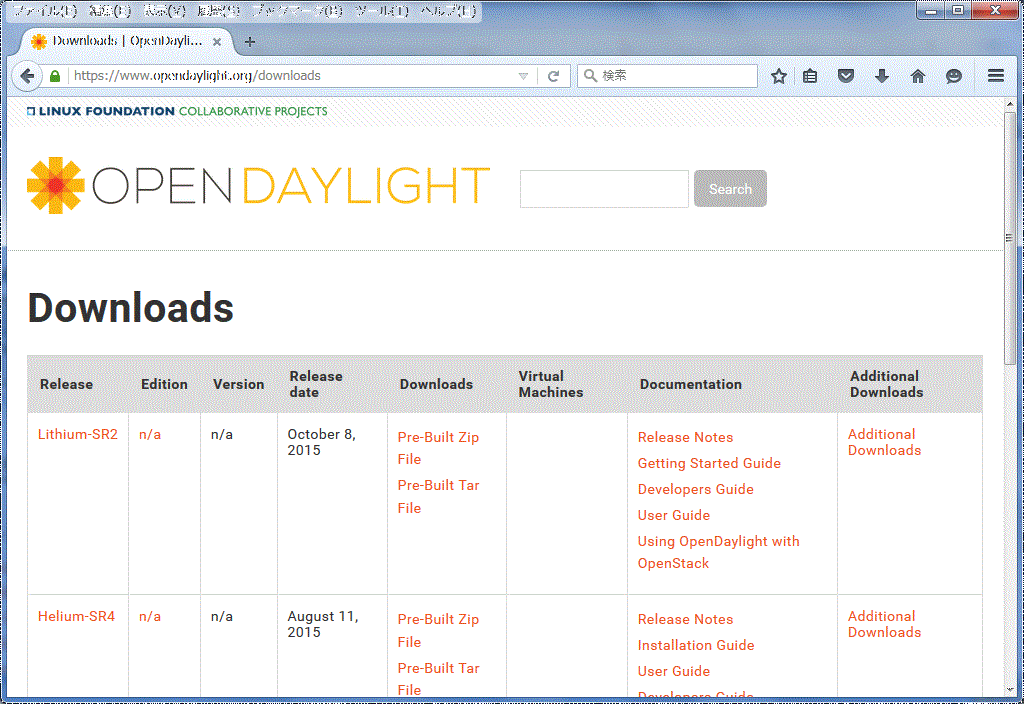 ファイル(F) 編集(E) 表示(V) 履歴(S) ブックマーク(B) ツール(T) ヘルプ(H)
Downloads | OpenDayli...
https://www.opendaylight.org/downloads
検索
LINUX FOUNDATION COLLABORATIVE PROJECTS
OPENDAYLIGHT
Search
Downloads
Release Edition Version Release date Downloads Virtual Machines Documentation Additional Downloads
Lithium-SR2 n/a n/a October 8, 2015
Pre-Built Zip File
Pre-Built Tar File
Release Notes
Getting Started Guide
Developers Guide
User Guide
Using OpenDaylight with OpenStack
Additional Downloads
Helium-SR4 n/a n/a August 11, 2015
Pre-Built Zip File
Pre-Built Tar File
Release Notes
Installation Guide
User Guide
Developers Guide
Additional Downloads